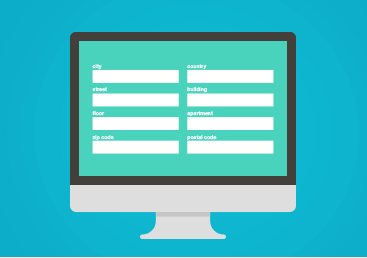 city country
street building
floor apartment
zip code postal code